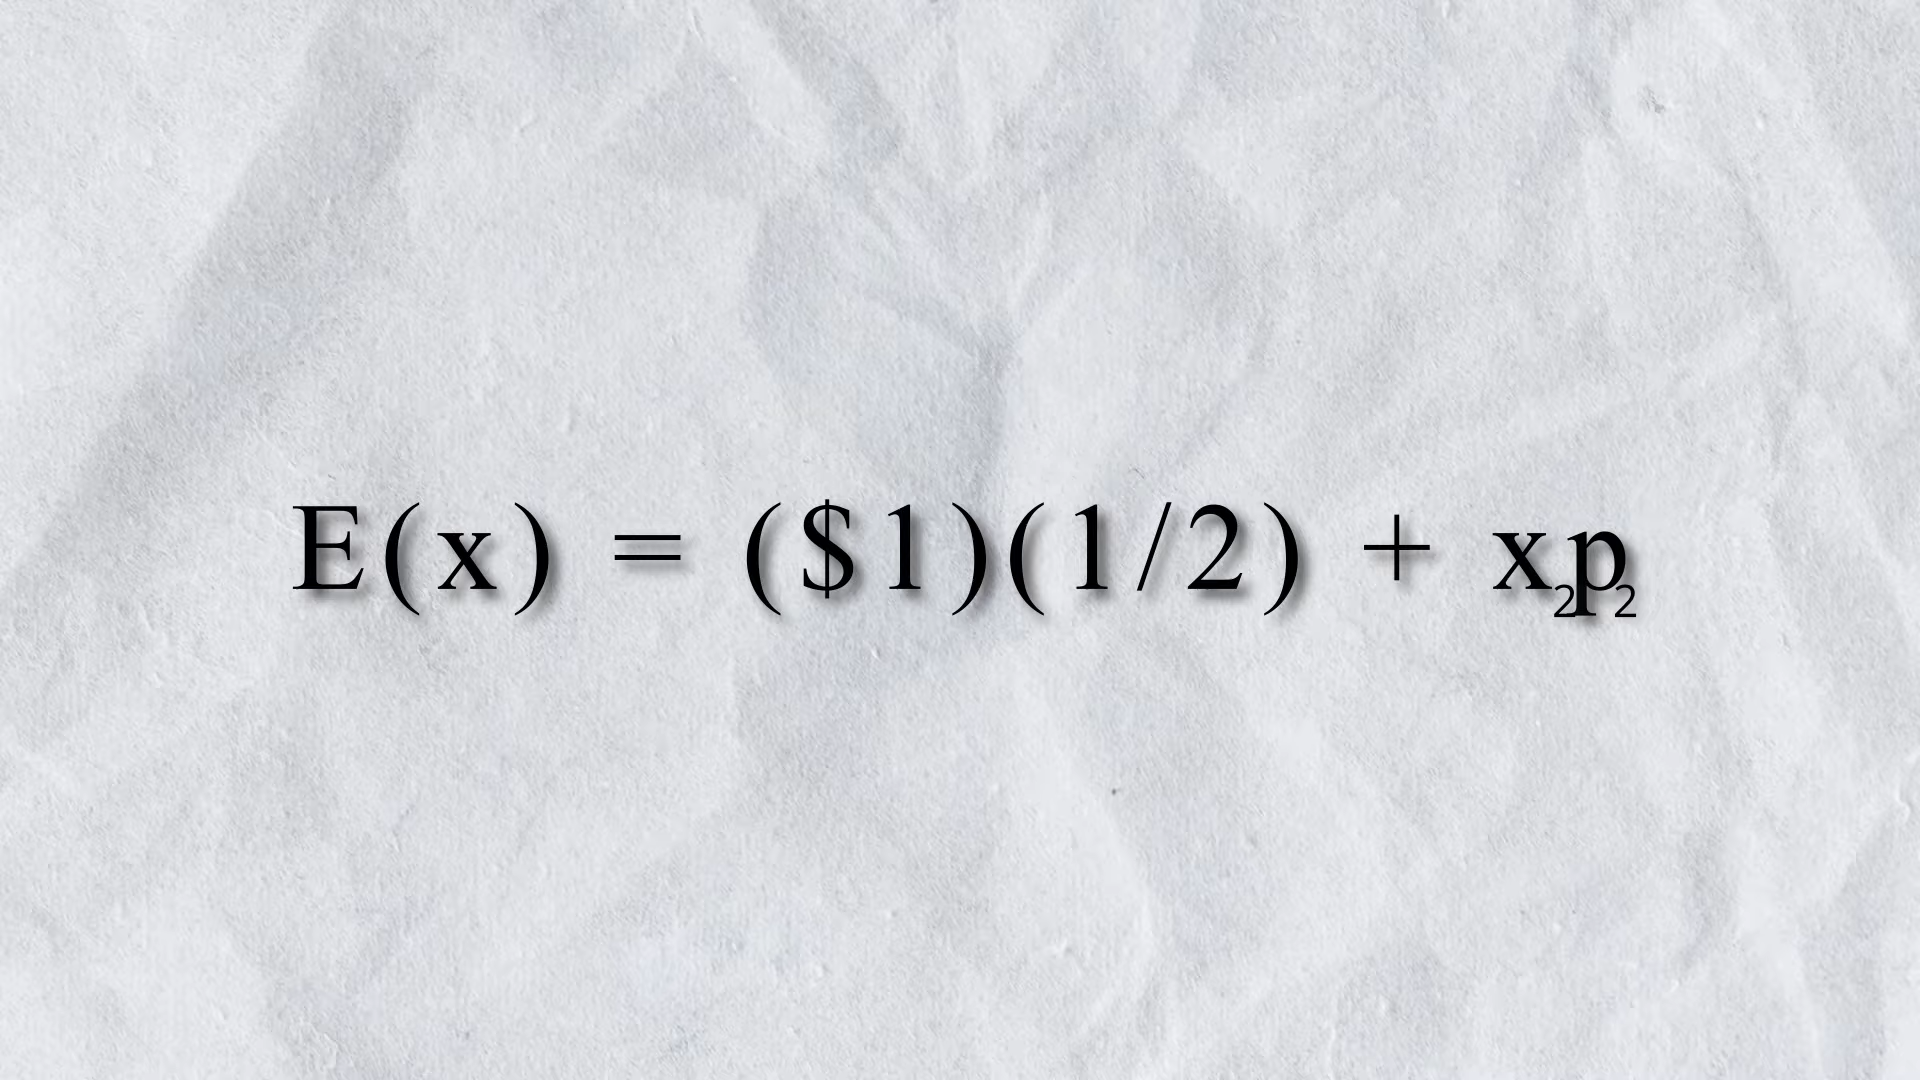 E(x) = ($1)(1/2) + x₂p₂